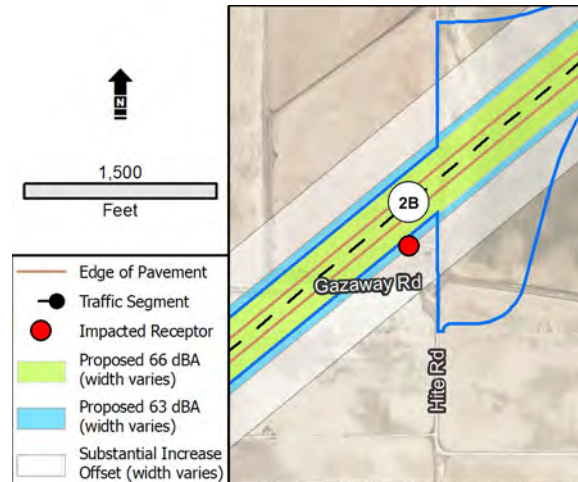 N
1,500
Feet
Edge of Pavement
Traffic Segment
Impacted Receptor
Proposed 66 dBA
(width varies)
Proposed 63 dBA
(width varies)
Substantial Increase
Offset (width varies)
2B
Gazaway Rd
Hite Rd